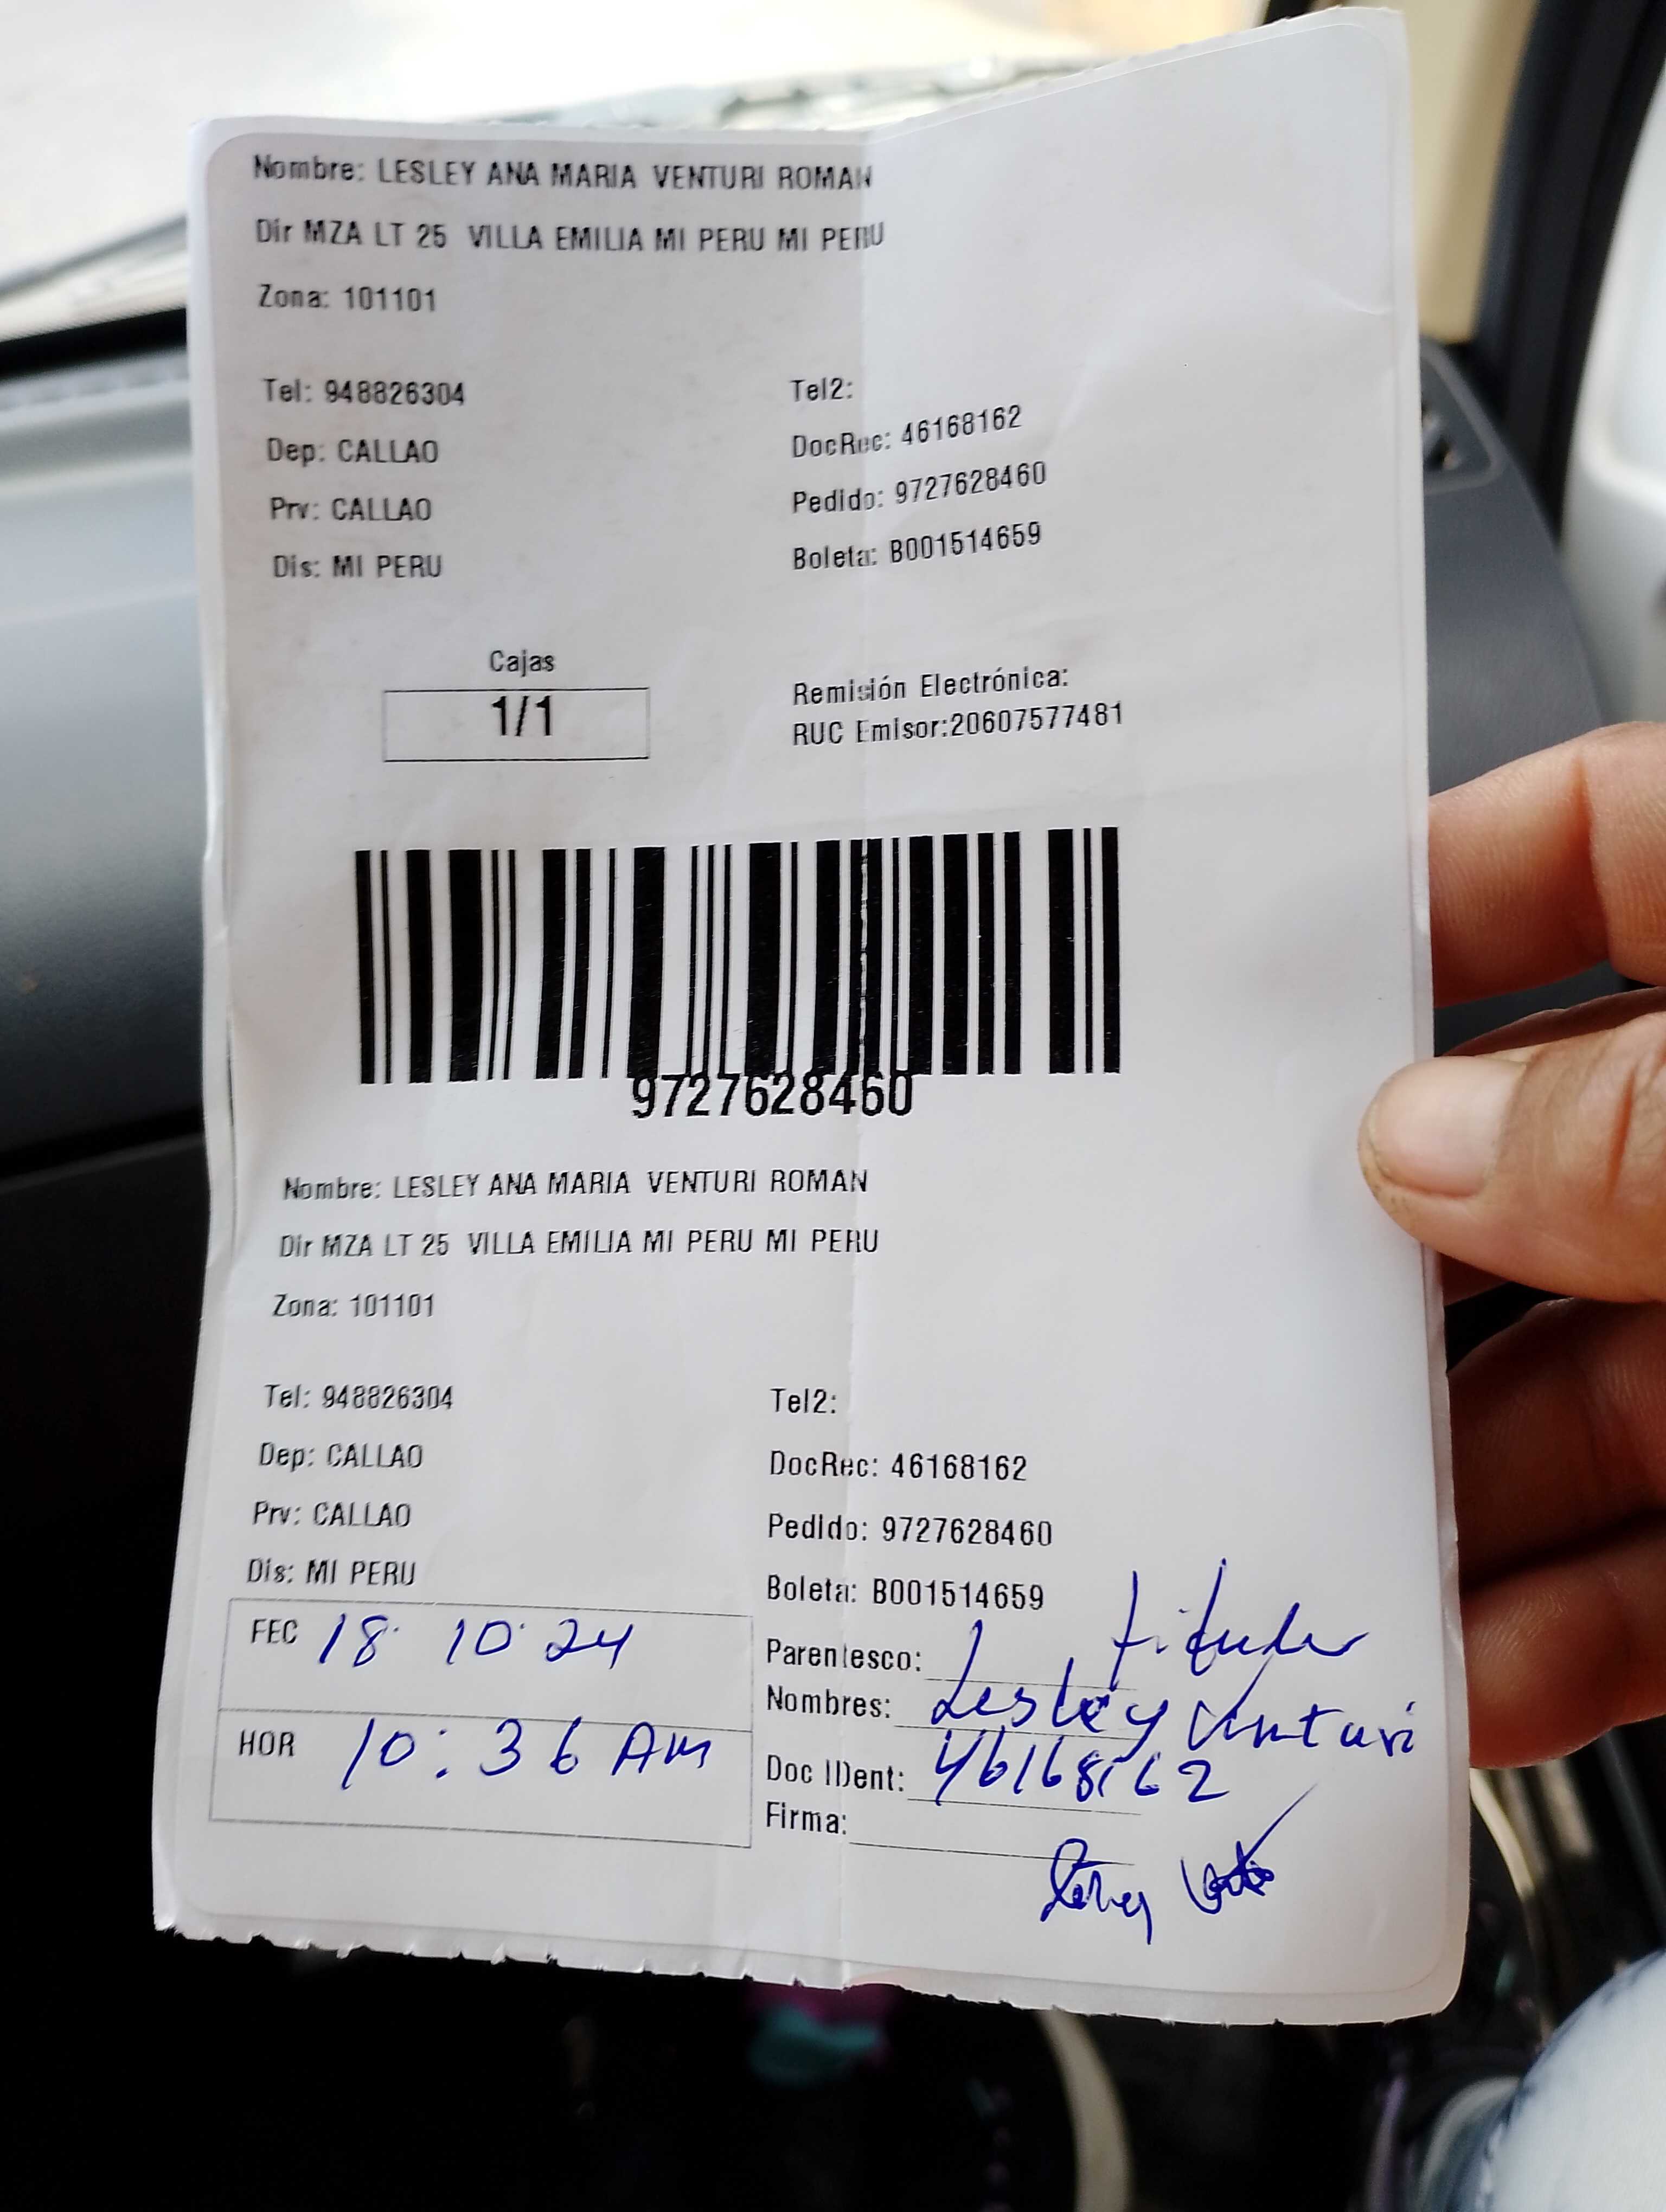 Nombre: LESLEY ANA MARIA VENTURI ROMAN
Dir MZA LT 25 VILLA EMILIA MI PERU MI PERU
Zona: 101101
Tel: 948826304
Tel2:
Dep: CALLAO
DocRec: 46168162
Prv: CALLAO
Pedido: 9727628460
Dis: MI PERU
Boleta: B001514659
Cajas
1/1
Remisión Electrónica:
RUC Emisor:20607577481
9727628460
Nombre: LESLEY ANA MARIA VENTURI ROMAN
Dir MZA LT 25 VILLA EMILIA MI PERU MI PERU
Zona: 101101
Tel: 948826304
Tel2:
Dep: CALLAO
DocRec: 46168162
Prv: CALLAO
Pedido: 9727628460
Dis: MI PERU
Boleta: B001514659
FEC 18 10 24
Parentesco: titular
Nombres: Lesley Venturi
HOR 10:36 AM
Doc IDent: 46168162
Firma: